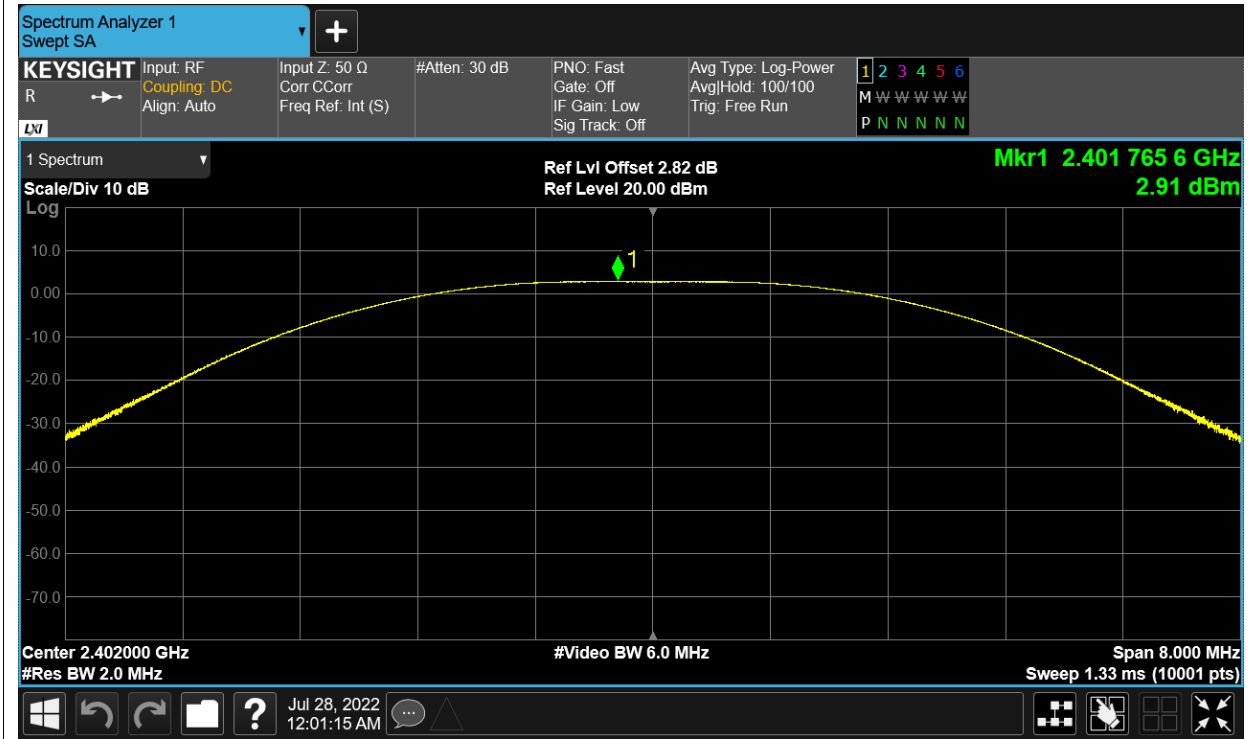 Spectrum Analyzer 1
Swept SA
+
KEYSIGHT
R
LXI
Input: RF
Coupling: DC
Align: Auto
Input Z: 50 Ω
Corr CCorr
Freq Ref: Int (S)
#Atten: 30 dB
PNO: Fast
Gate: Off
IF Gain: Low
Sig Track: Off
Avg Type: Log-Power
Avg|Hold: 100/100
Trig: Free Run
1 2 3 4 5 6
M W W W W W
P N N N N N
1 Spectrum
Scale/Div 10 dB
Log
Ref Lvl Offset 2.82 dB
Ref Level 20.00 dBm
Mkr1 2.401 765 6 GHz
2.91 dBm
1
10.0
0.00
-10.0
-20.0
-30.0
-40.0
-50.0
-60.0
-70.0
Center 2.402000 GHz
#Res BW 2.0 MHz
#Video BW 6.0 MHz
Span 8.000 MHz
Sweep 1.33 ms (10001 pts)
?
Jul 28, 2022
12:01:15 AM